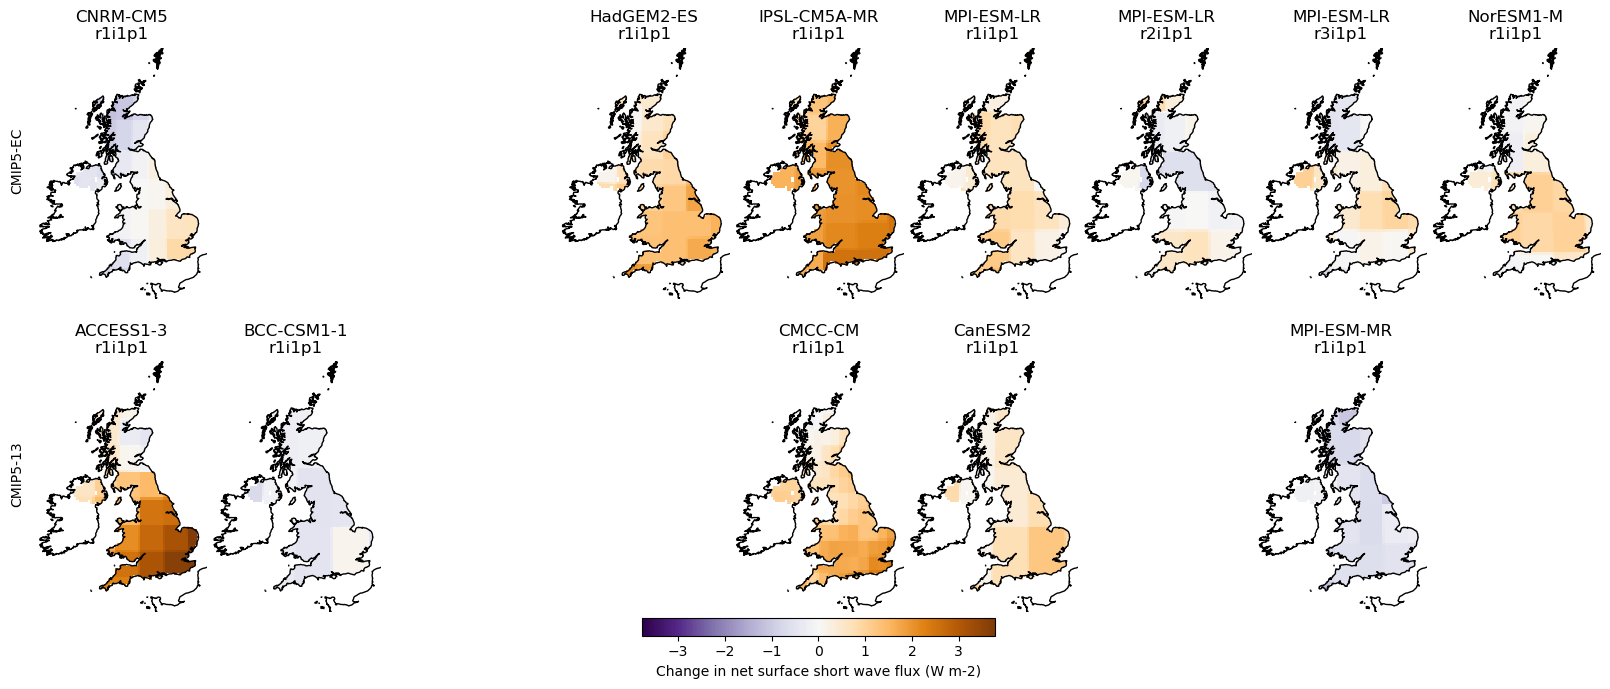 CNRM-CM5
r1i1p1
HadGEM2-ES
r1i1p1
IPSL-CM5A-MR
r1i1p1
MPI-ESM-LR
r1i1p1
MPI-ESM-LR
r2i1p1
MPI-ESM-LR
r3i1p1
NorESM1-M
r1i1p1
CMIP5-EC
ACCESS1-3
r1i1p1
BCC-CSM1-1
r1i1p1
CMCC-CM
r1i1p1
CanESM2
r1i1p1
MPI-ESM-MR
r1i1p1
CMIP5-13
−3 −2 −1 0 1 2 3
Change in net surface short wave flux (W m-2)